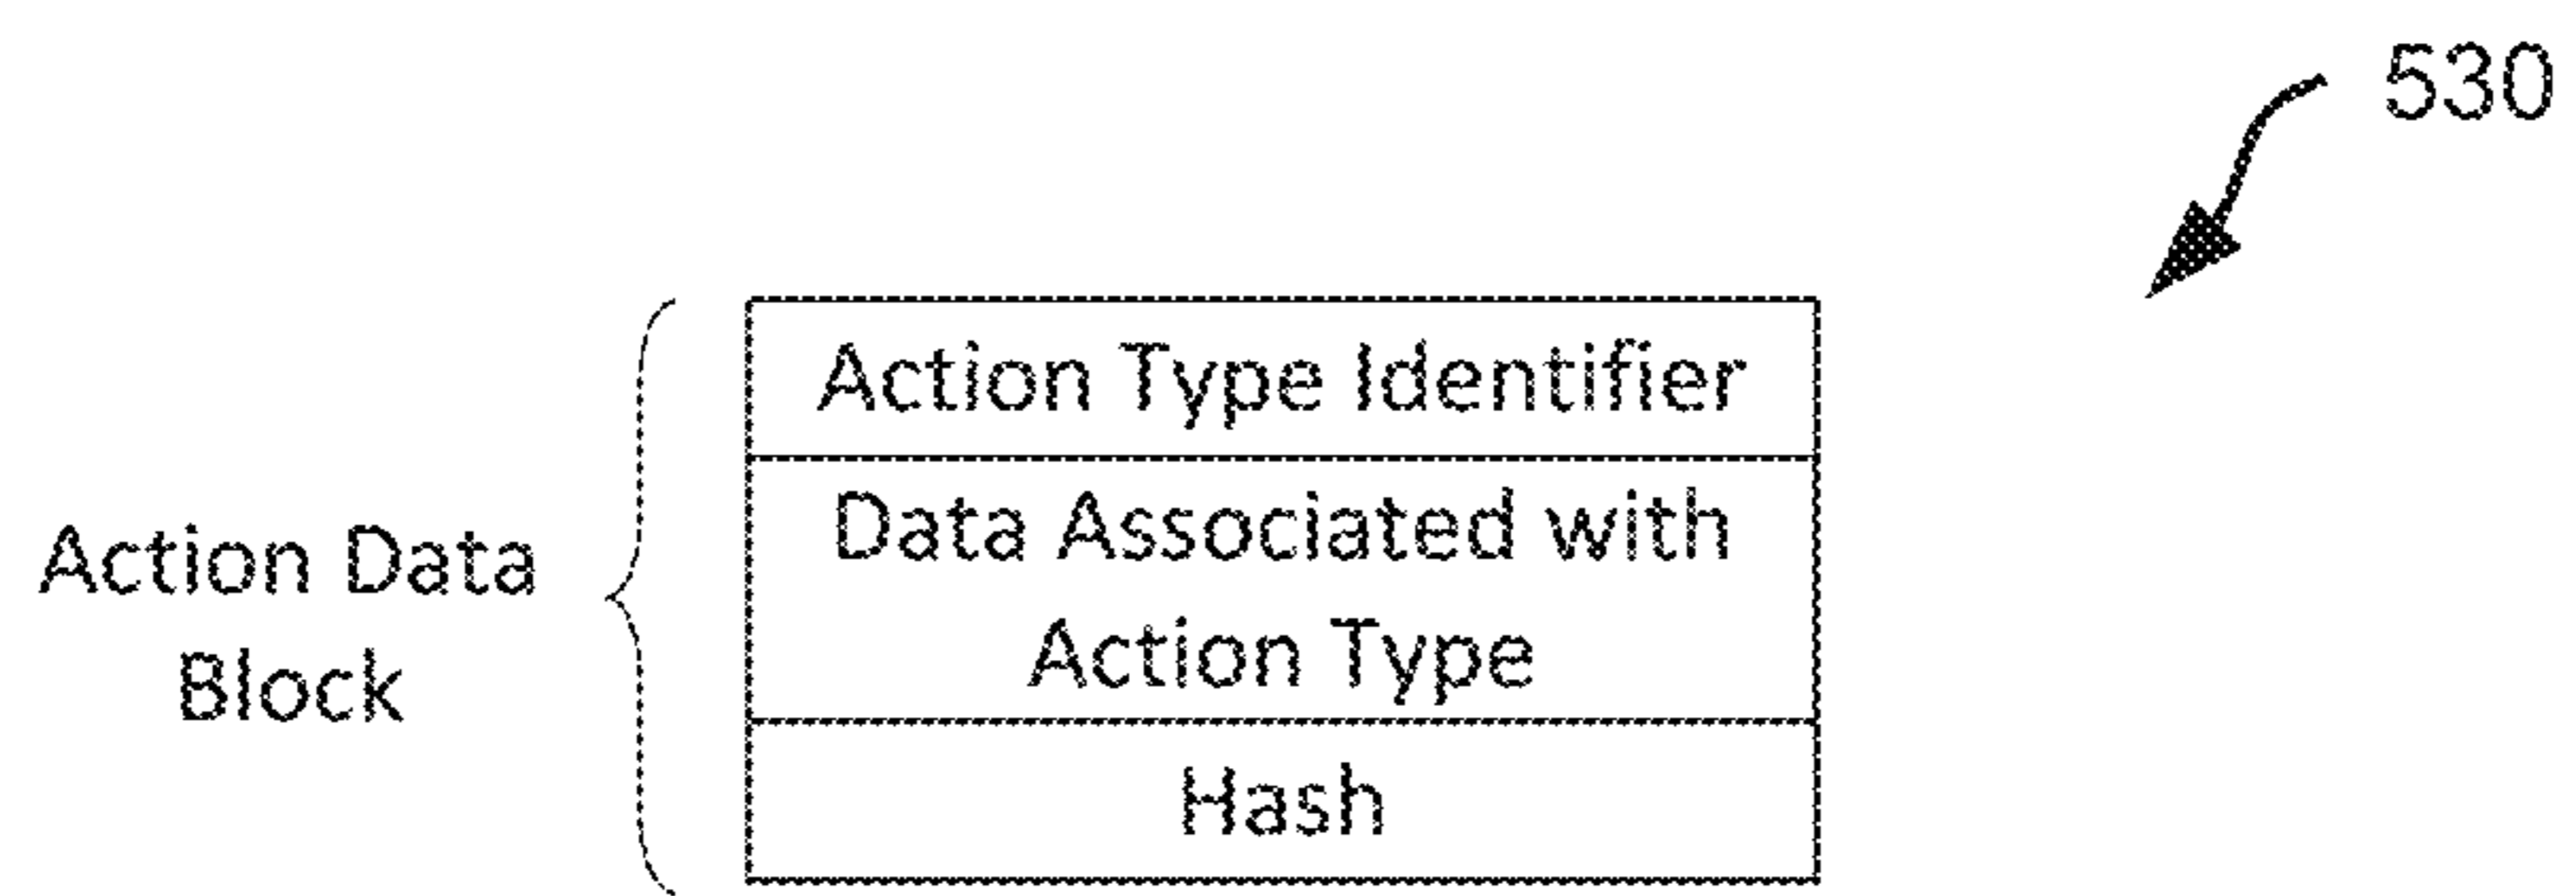 530
Action Type Identifier
Data Associated with
Action Type
Hash
Action Data
Block